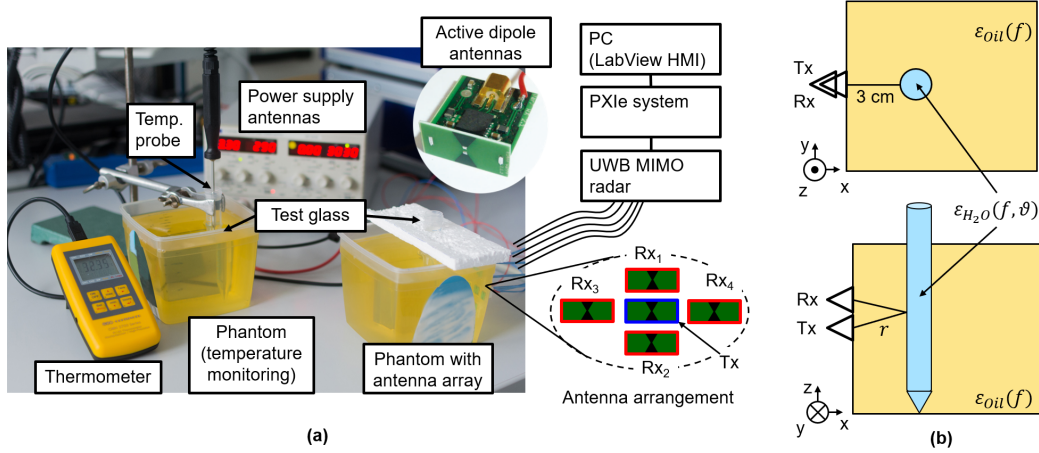 Active dipole
antennas
PC
(LabView HMI)
PXIe system
UWB MIMO
radar
Temp.
probe
Power supply
antennas
Test glass
Thermometer
Phantom
(temperature
monitoring)
Phantom with
antenna array
Rx1
Rx3
Rx4
Rx2
Tx
Antenna arrangement
(a)
εOil(f)
Tx
Rx
3 cm
y
z
x
εH2O(f, ϑ)
Rx
Tx
r
z
y
x
εOil(f)
(b)